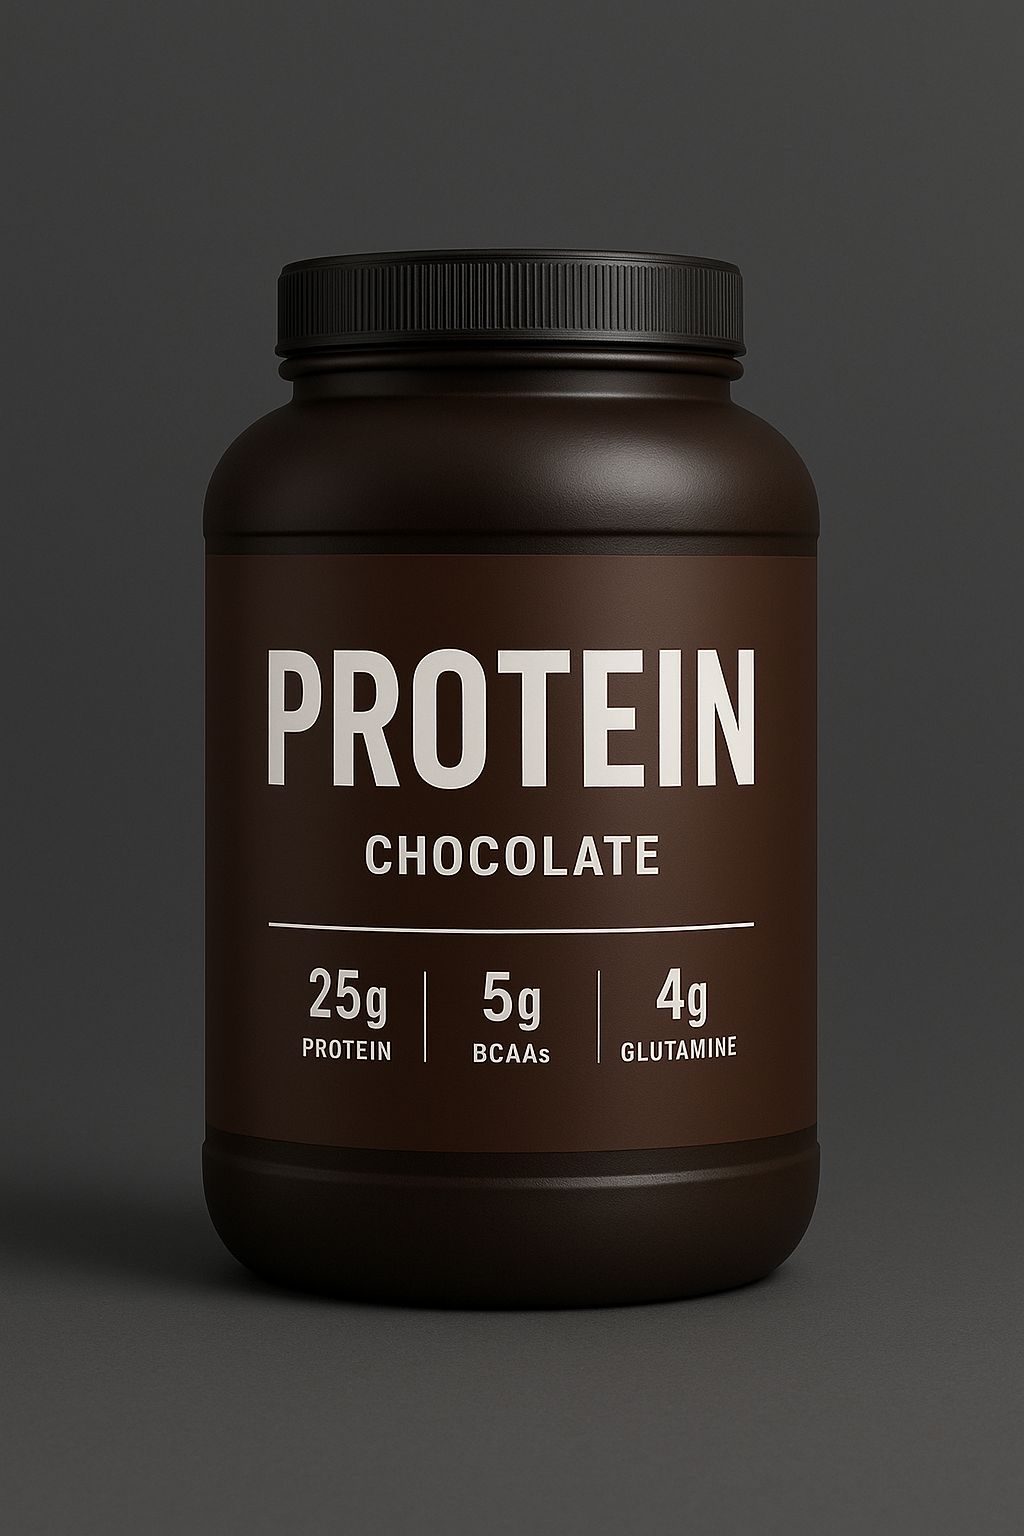 PROTEIN
CHOCOLATE
25g
PROTEIN
5g
BCAAs
4g
GLUTAMINE